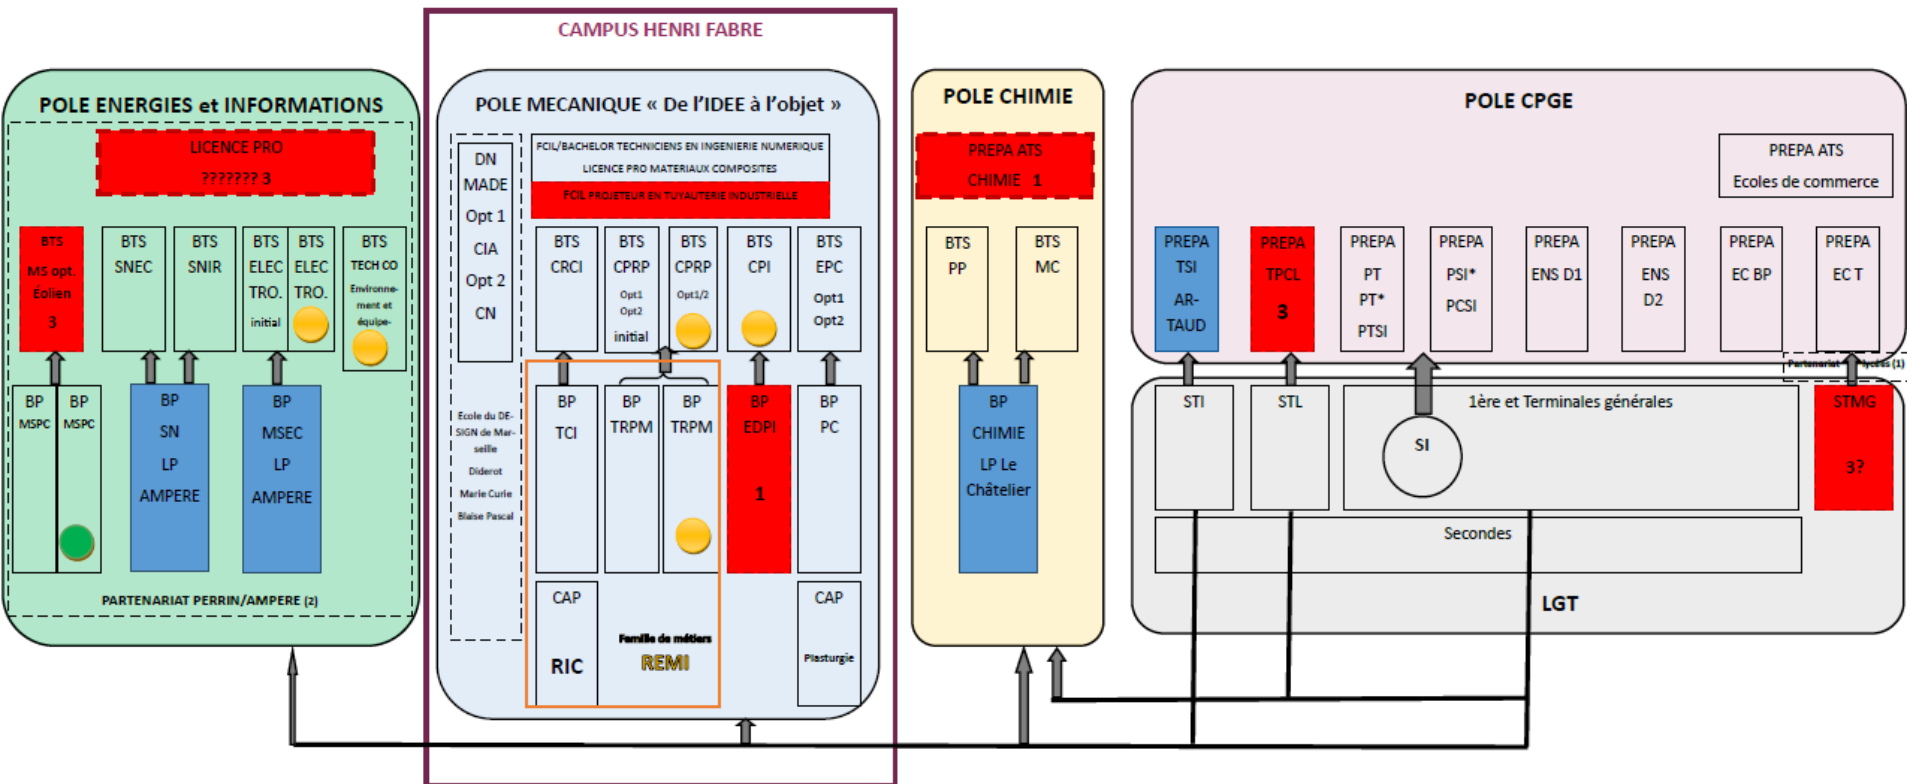 CAMPUS HENRI FABRE
POLE ENERGIES et INFORMATIONS
LICENCE PRO
??????? 3
BTS
MS opt.
Éolien
3
BTS
SNEC
BTS
SNIR
BTS
ELEC
TRO.
initial
BTS
ELEC
TRO.
BTS
TECH CO
Environne-
ment et
équipe-
BP
MSPC
BP
MSPC
BP
SN
LP
AMPERE
BP
MSEC
LP
AMPERE
PARTENARIAT PERRIN/AMPERE (2)
POLE MECANIQUE « De l'IDEE à l'objet »
DN
MADE
Opt 1
CIA
Opt 2
CN
Ecole du DE-
SIGN de Mar-
seille
Diderot
Marie Curie
Blaise Pascal
FCIL/BACHELOR TECHNICIENS EN INGENIERIE NUMERIQUE
LICENCE PRO MATERIAUX COMPOSITES
FCIL PROJETEUR EN TUYAUTERIE INDUSTRIELLE
BTS
CRCI
BTS
CPRP
Opt1
Opt2
initial
BTS
CPRP
Opt1/2
BTS
CPI
BTS
EPC
Opt1
Opt2
BP
TCI
BP
TRPM
BP
TRPM
BP
EDPI
1
BP
PC
CAP
RIC
Famille de métiers
REMI
CAP
Plasturgie
POLE CHIMIE
PREPA ATS
CHIMIE 1
BTS
PP
BTS
MC
BP
CHIMIE
LP Le
Châtelier
POLE CPGE
PREPA ATS
Ecoles de commerce
PREPA
TSI
AR-
TAUD
PREPA
TPCL
3
PREPA
PT
PT*
PTSI
PREPA
PSI*
PCSI
PREPA
ENS D1
PREPA
ENS
D2
PREPA
EC BP
PREPA
EC T
Partenariat lycées (1)
STI
STL
1ère et Terminales générales
SI
STMG
3?
Secondes
LGT